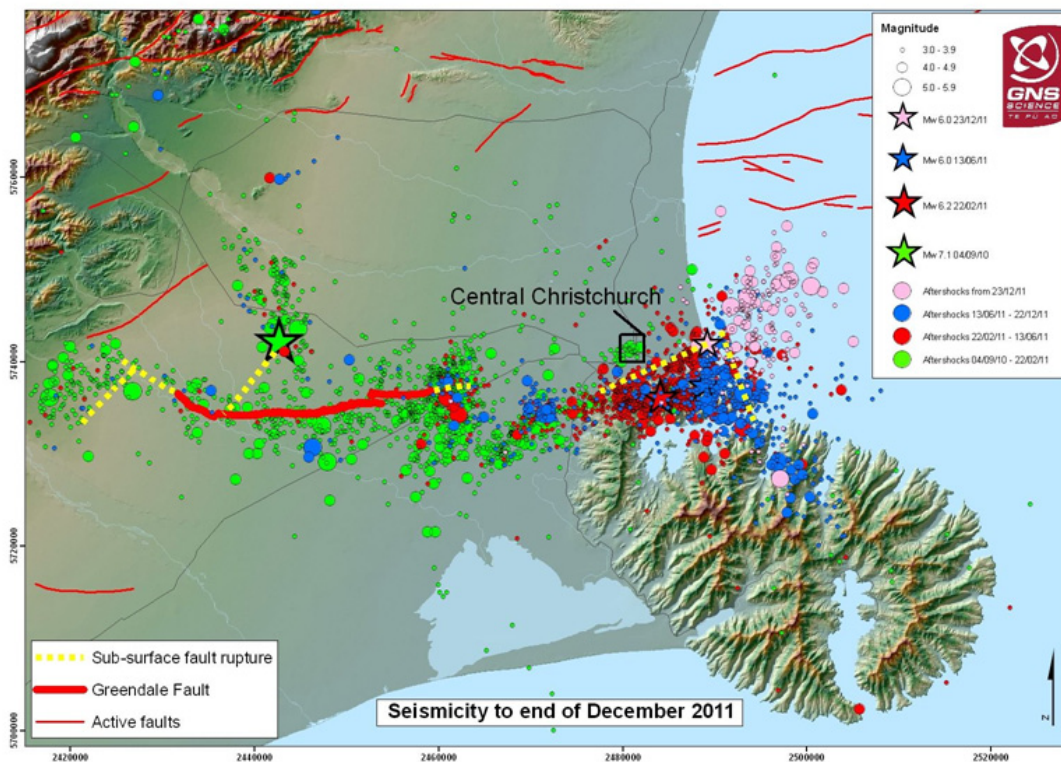 Magnitude
3.0 - 3.9
4.0 - 4.9
5.0 - 5.9
Mw 6.0 23/12/11
Mw 6.0 13/06/11
Mw 6.2 22/02/11
Mw 7.1 04/09/10
Aftershocks from 23/12/11
Aftershocks 13/06/11 - 22/12/11
Aftershocks 22/02/11 - 13/06/11
Aftershocks 04/09/10 - 22/02/11
GNS
SCIENCE
TE PŪ AO
Central Christchurch
5760000
5740000
5720000
5700000
Sub-surface fault rupture
Greendale Fault
Active faults
Seismicity to end of December 2011
N
2420000
2440000
2460000
2480000
2500000
2520000